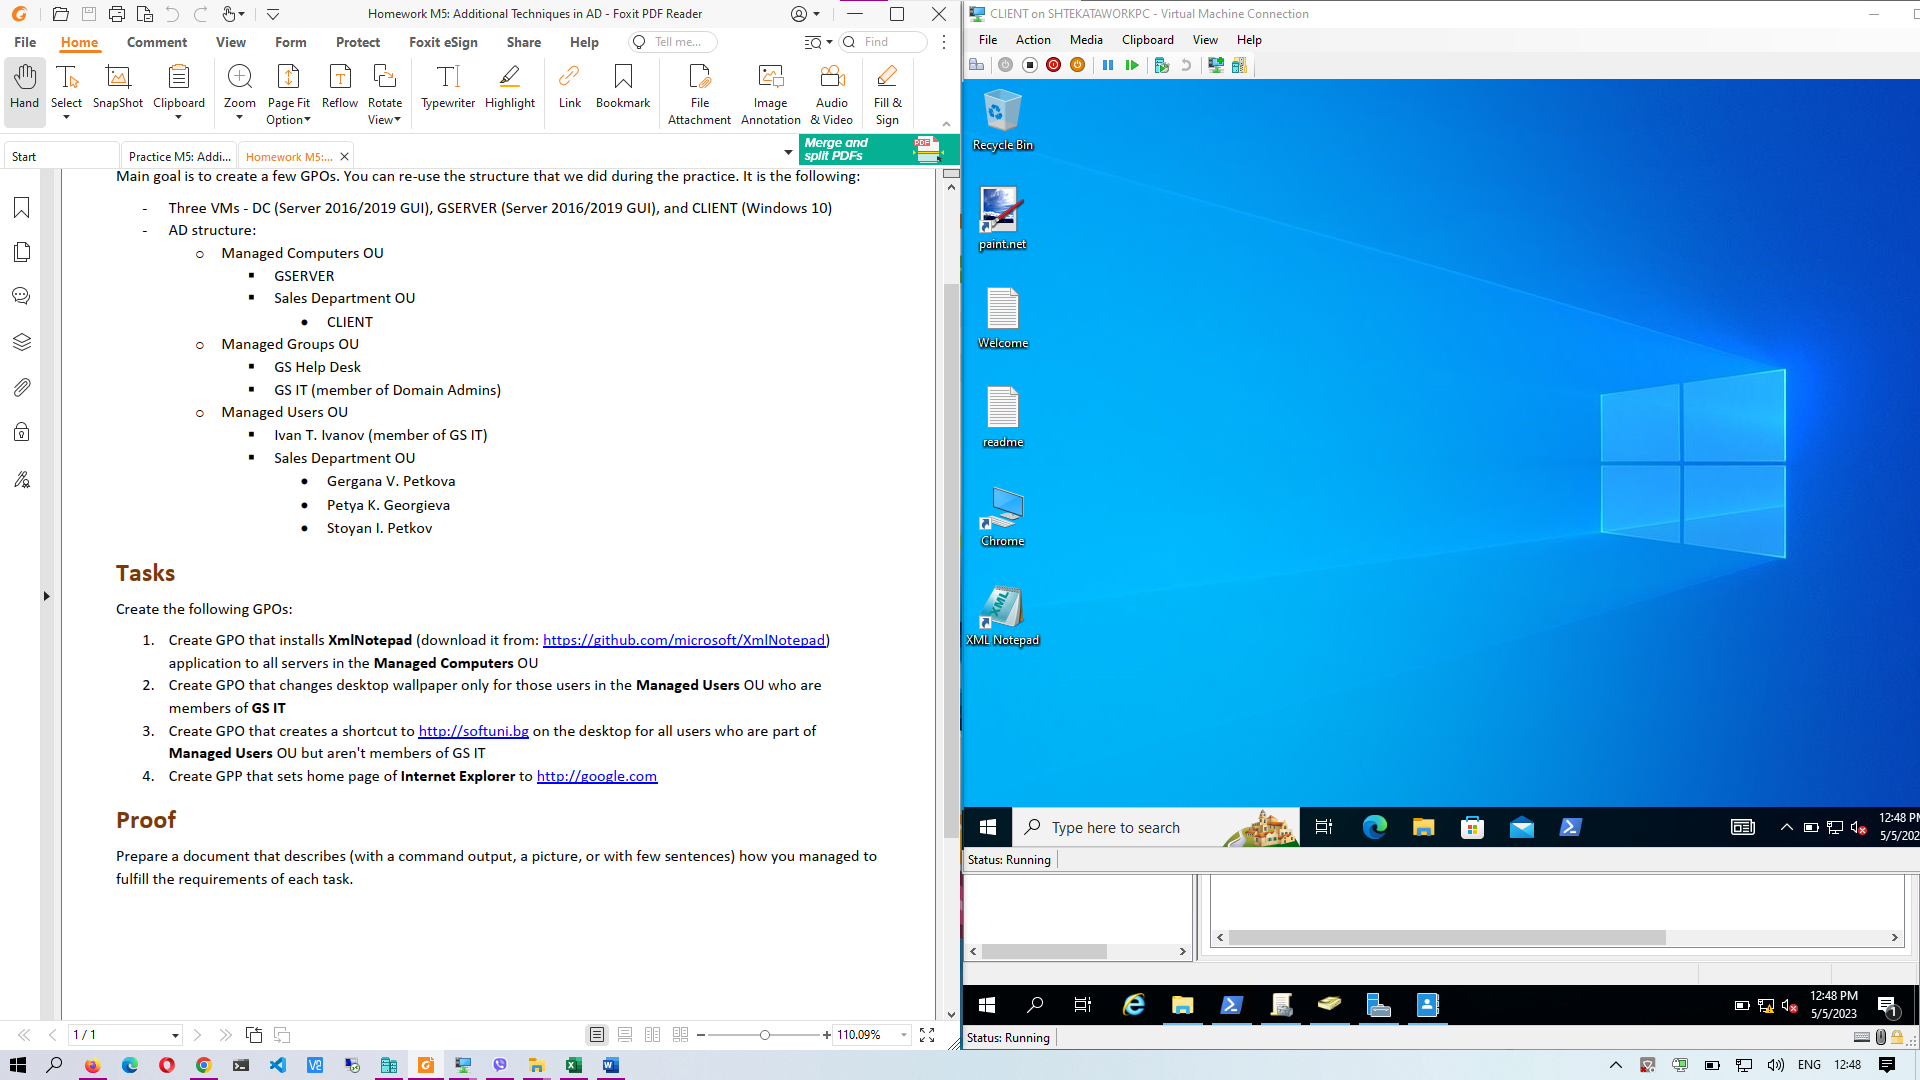 Homework M5: Additional Techniques in AD - Foxit PDF Reader
File Home Comment View Form Protect Foxit eSign Share Help Tell me... Find
Hand Select SnapShot Clipboard Zoom Page Fit Option Reflow Rotate View Typewriter Highlight Link Bookmark File Attachment Image Annotation Audio & Video Fill & Sign
Start Practice M5: Addi... Homework M5:...
Merge and
split PDFs
PDF
Main goal is to create a few GPOs. You can re-use the structure that we did during the practice. It is the following:
- Three VMs - DC (Server 2016/2019 GUI), GSERVER (Server 2016/2019 GUI), and CLIENT (Windows 10)
- AD structure:
o Managed Computers OU
▪ GSERVER
▪ Sales Department OU
• CLIENT
o Managed Groups OU
▪ GS Help Desk
▪ GS IT (member of Domain Admins)
o Managed Users OU
▪ Ivan T. Ivanov (member of GS IT)
▪ Sales Department OU
• Gergana V. Petkova
• Petya K. Georgieva
• Stoyan I. Petkov
Tasks
Create the following GPOs:
1. Create GPO that installs XmlNotepad (download it from: https://github.com/microsoft/XmlNotepad)
application to all servers in the Managed Computers OU
2. Create GPO that changes desktop wallpaper only for those users in the Managed Users OU who are
members of GS IT
3. Create GPO that creates a shortcut to http://softuni.bg on the desktop for all users who are part of
Managed Users OU but aren't members of GS IT
4. Create GPP that sets home page of Internet Explorer to http://google.com
Proof
Prepare a document that describes (with a command output, a picture, or with few sentences) how you managed to
fulfill the requirements of each task.
1 / 1
110.09%
CLIENT on SHTEKATAWORKPC - Virtual Machine Connection
File Action Media Clipboard View Help
Recycle Bin
paint.net
Welcome
readme
Chrome
XML
XML Notepad
Type here to search
12:48 PM
5/5/202
Status: Running
12:48 PM
5/5/2023
1
Status: Running
ENG 12:48